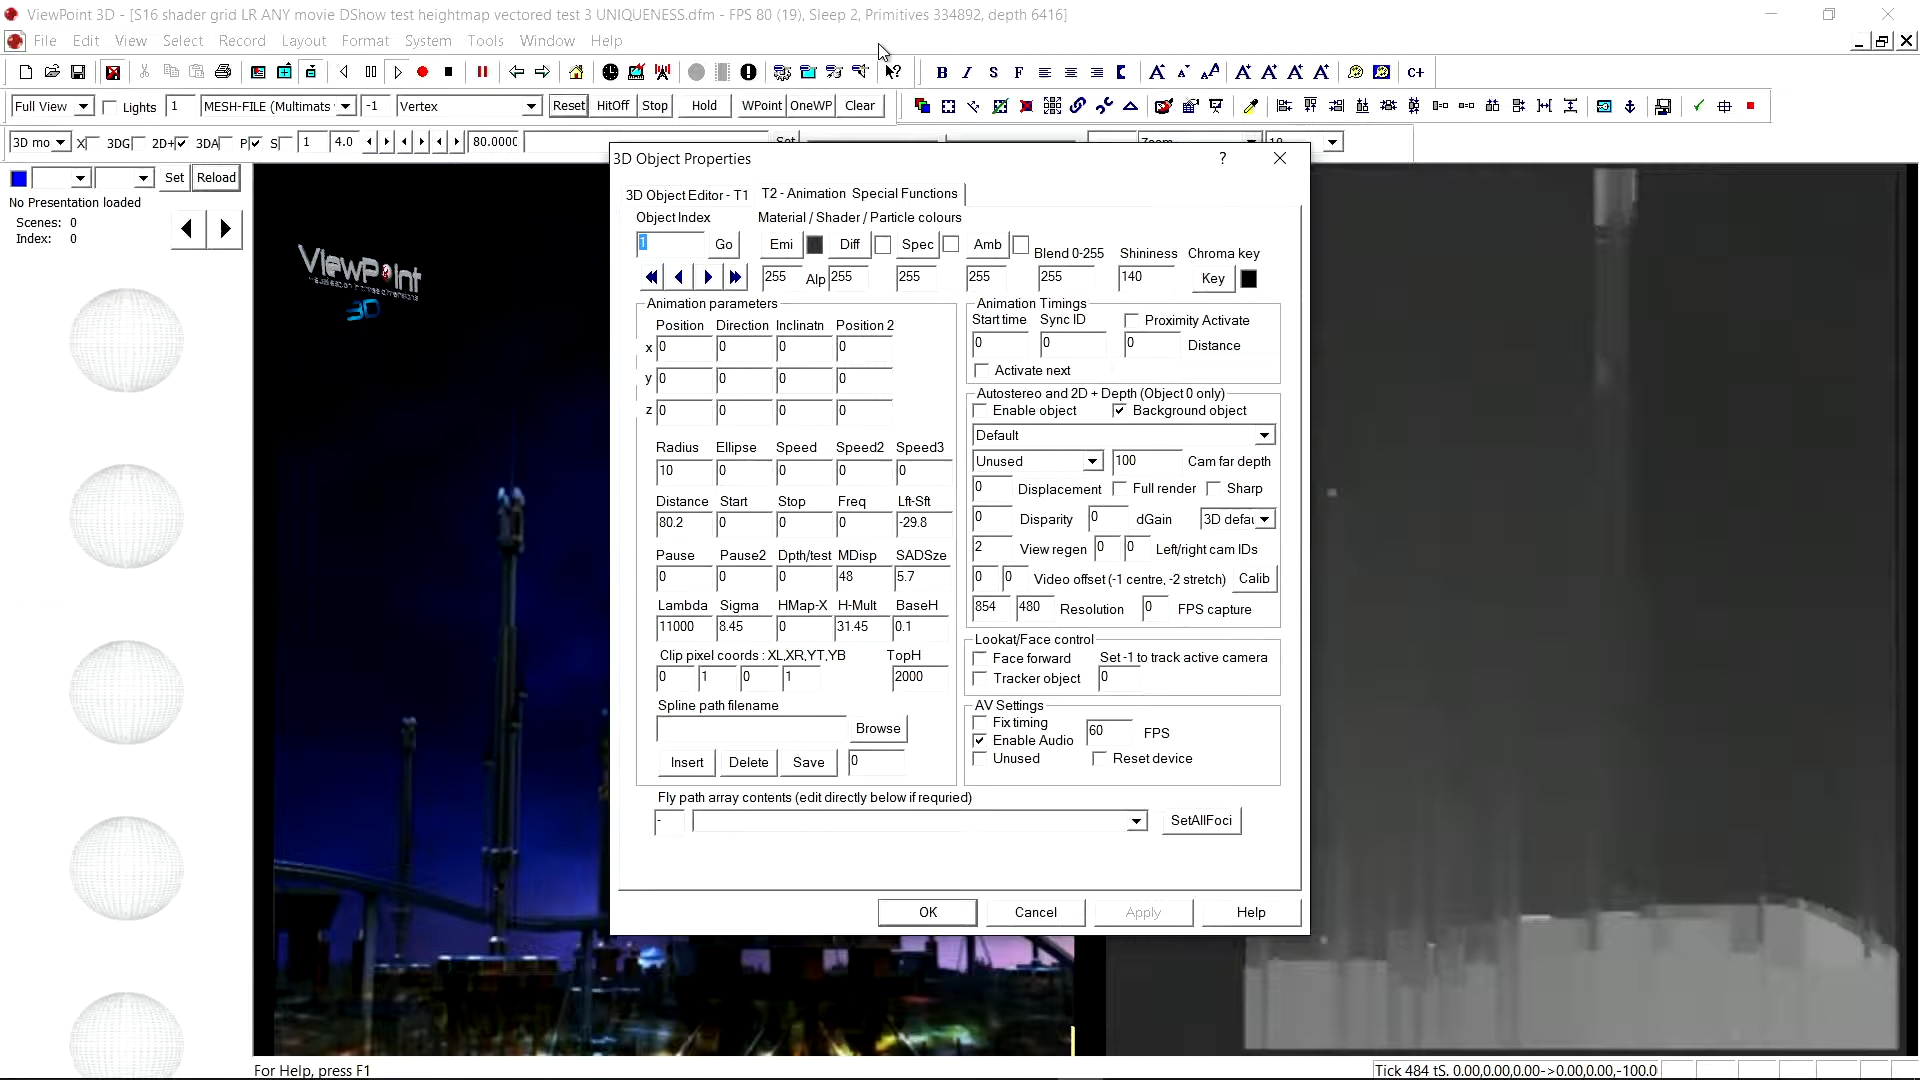 ViewPoint 3D - [S16 shader grid LR ANY movie DShow test heightmap vectored test 3 UNIQUENESS.dfm - FPS 80 (19), Sleep 2, Primitives 334892, depth 6416]
File Edit View Select Record Layout Format System Tools Window Help
B I S F C+
Full View Lights 1 MESH-FILE (Multimats -1 Vertex Reset HitOff Stop Hold WPoint OneWP Clear
3D mo X 3DG 2D+ 3DA P S 1 4.0 80.000
Set Reload
No Presentation loaded
Scenes: 0
Index: 0
ViewPoint
3D
3D Object Properties ?
3D Object Editor - T1 T2 - Animation Special Functions
Object Index Material / Shader / Particle colours
1 Go Emi Diff Spec Amb Blend 0-255 Shininess Chroma key
255 Alp 255 255 255 255 140 Key
Animation parameters
Position Direction Inclinatn Position 2
x 0 0 0 0
y 0 0 0 0
z 0 0 0 0
Radius Ellipse Speed Speed2 Speed3
10 0 0 0 0
Distance Start Stop Freq Lft-Sft
80.2 0 0 0 -29.8
Pause Pause2 Dpth/test MDisp SADSze
0 0 0 48 5.7
Lambda Sigma HMap-X H-Mult BaseH
11000 8.45 0 31.45 0.1
Clip pixel coords : XL,XR,YT,YB TopH
0 1 0 1 2000
Spline path filename
Browse
Insert Delete Save 0
Animation Timings
Start time Sync ID Proximity Activate
0 0 0 Distance
Activate next
Autostereo and 2D + Depth (Object 0 only)
Enable object Background object
Default
Unused 100 Cam far depth
0 Displacement Full render Sharp
0 Disparity 0 dGain 3D defau
2 View regen 0 0 Left/right cam IDs
0 0 Video offset (-1 centre, -2 stretch) Calib
854 480 Resolution 0 FPS capture
Lookat/Face control
Face forward Set -1 to track active camera
Tracker object 0
AV Settings
Fix timing
Enable Audio 60 FPS
Unused Reset device
Fly path array contents (edit directly below if requried)
- SetAllFoci
OK Cancel Apply Help
For Help, press F1 Tick 484 tS. 0.00,0.00,0.00->0.00,0.00,-100.0